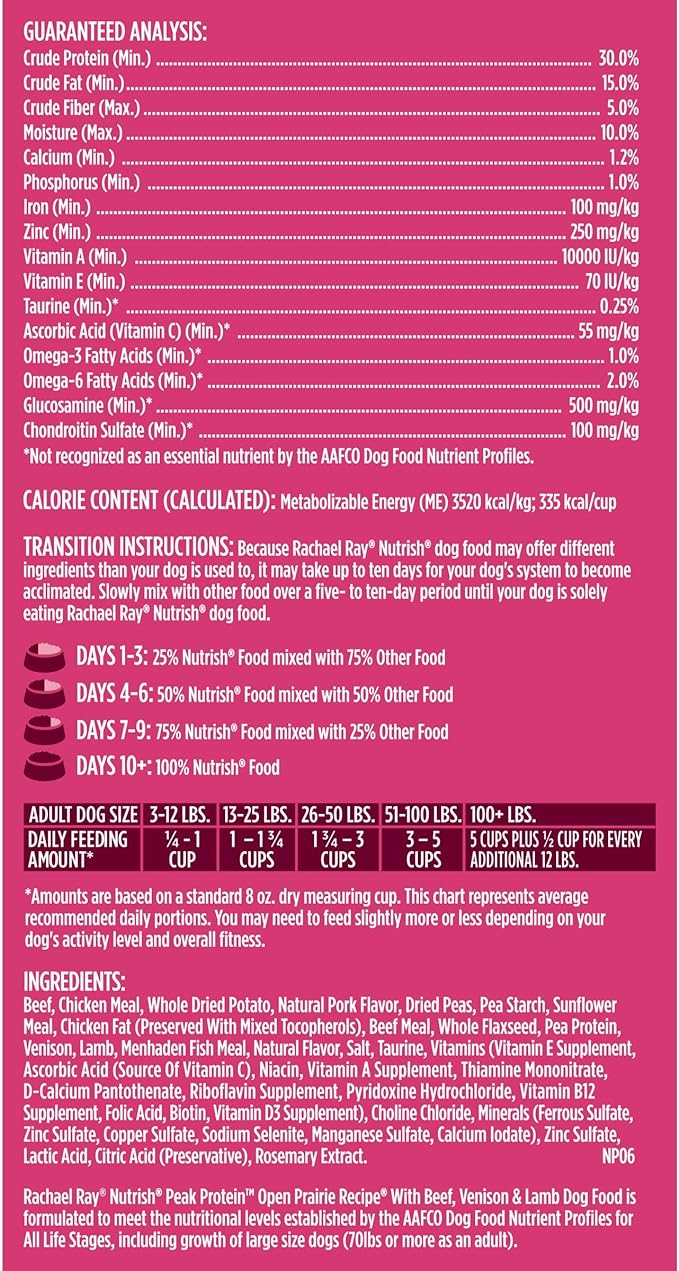 GUARANTEED ANALYSIS:
Crude Protein (Min.) 30.0%
Crude Fat (Min.) 15.0%
Crude Fiber (Max.) 5.0%
Moisture (Max.) 10.0%
Calcium (Min.) 1.2%
Phosphorus (Min.) 1.0%
Iron (Min.) 100 mg/kg
Zinc (Min.) 250 mg/kg
Vitamin A (Min.) 10000 IU/kg
Vitamin E (Min.) 70 IU/kg
Taurine (Min.)* 0.25%
Ascorbic Acid (Vitamin C) (Min.)* 55 mg/kg
Omega-3 Fatty Acids (Min.)* 1.0%
Omega-6 Fatty Acids (Min.)* 2.0%
Glucosamine (Min.)* 500 mg/kg
Chondroitin Sulfate (Min.)* 100 mg/kg
*Not recognized as an essential nutrient by the AAFCO Dog Food Nutrient Profiles.
CALORIE CONTENT (CALCULATED): Metabolizable Energy (ME) 3520 kcal/kg; 335 kcal/cup
TRANSITION INSTRUCTIONS: Because Rachael Ray® Nutrish® dog food may offer different
ingredients than your dog is used to, it may take up to ten days for your dog's system to become
acclimated. Slowly mix with other food over a five- to ten-day period until your dog is solely
eating Rachael Ray® Nutrish® dog food.
DAYS 1-3: 25% Nutrish® Food mixed with 75% Other Food
DAYS 4-6: 50% Nutrish® Food mixed with 50% Other Food
DAYS 7-9: 75% Nutrish® Food mixed with 25% Other Food
DAYS 10+: 100% Nutrish® Food
ADULT DOG SIZE 3-12 LBS. 13-25 LBS. 26-50 LBS. 51-100 LBS. 100+ LBS.
DAILY FEEDING ¼ - 1 1 – 1 ¾ 1 ¾ – 3 3 – 5 5 CUPS PLUS ½ CUP FOR EVERY
AMOUNT* CUP CUPS CUPS CUPS ADDITIONAL 12 LBS.
*Amounts are based on a standard 8 oz. dry measuring cup. This chart represents average
recommended daily portions. You may need to feed slightly more or less depending on your
dog's activity level and overall fitness.
INGREDIENTS:
Beef, Chicken Meal, Whole Dried Potato, Natural Pork Flavor, Dried Peas, Pea Starch, Sunflower
Meal, Chicken Fat (Preserved With Mixed Tocopherols), Beef Meal, Whole Flaxseed, Pea Protein,
Venison, Lamb, Menhaden Fish Meal, Natural Flavor, Salt, Taurine, Vitamins (Vitamin E Supplement,
Ascorbic Acid (Source Of Vitamin C), Niacin, Vitamin A Supplement, Thiamine Mononitrate,
D-Calcium Pantothenate, Riboflavin Supplement, Pyridoxine Hydrochloride, Vitamin B12
Supplement, Folic Acid, Biotin, Vitamin D3 Supplement), Choline Chloride, Minerals (Ferrous Sulfate,
Zinc Sulfate, Copper Sulfate, Sodium Selenite, Manganese Sulfate, Calcium Iodate), Zinc Sulfate,
Lactic Acid, Citric Acid (Preservative), Rosemary Extract. NP06
Rachael Ray® Nutrish® Peak Protein™ Open Prairie Recipe® With Beef, Venison & Lamb Dog Food is
formulated to meet the nutritional levels established by the AAFCO Dog Food Nutrient Profiles for
All Life Stages, including growth of large size dogs (70lbs or more as an adult).